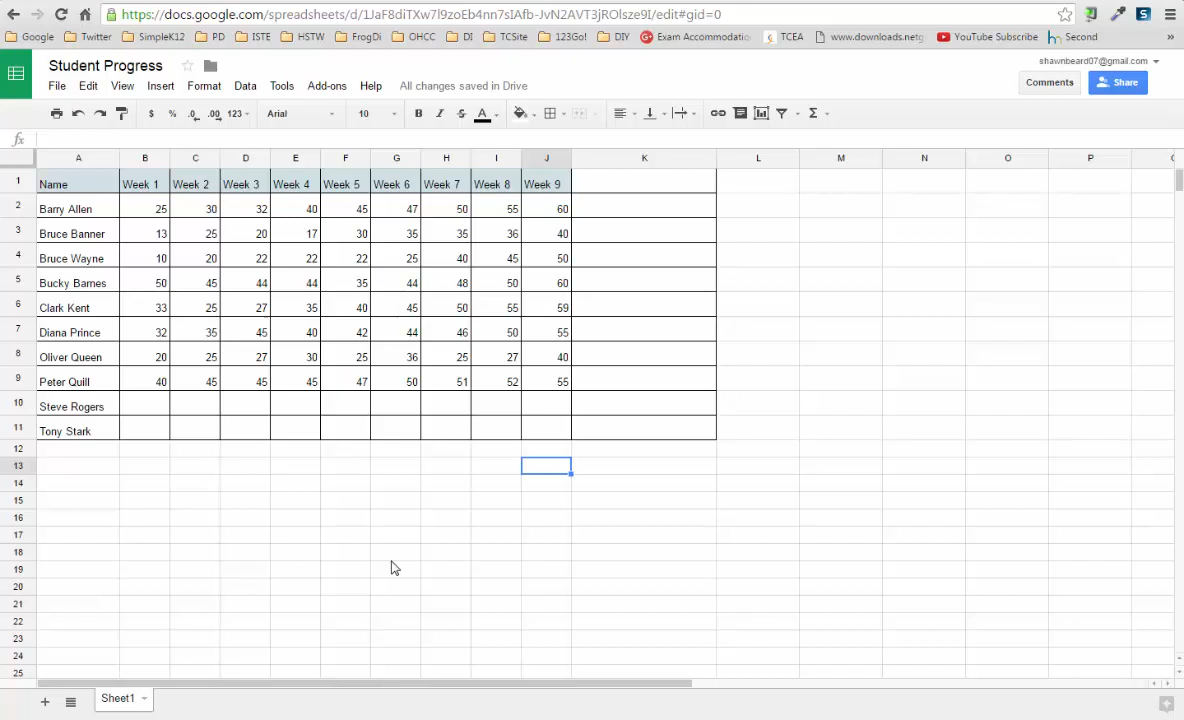 https://docs.google.com/spreadsheets/d/1JaF8diTXw7l9zoEb4nn7sIAfb-JvN2AVT3jROlsze9I/edit#gid=0
Google Twitter SimpleK12 PD ISTE HSTW FrogDi OHCC DI TCSite 123Go! DIY Exam Accommodatio TCEA www.downloads.netg YouTube Subscribe Second »
Student Progress shawnbeard07@gmail.com
File Edit View Insert Format Data Tools Add-ons Help All changes saved in Drive Comments Share
$ % .0 .00 123 Arial 10 B I S A Σ
fx
A B C D E F G H I J K L M N O P
1 Name Week 1 Week 2 Week 3 Week 4 Week 5 Week 6 Week 7 Week 8 Week 9
2 Barry Allen 25 30 32 40 45 47 50 55 60
3 Bruce Banner 13 25 20 17 30 35 35 36 40
4 Bruce Wayne 10 20 22 22 22 25 40 45 50
5 Bucky Barnes 50 45 44 44 35 44 48 50 60
6 Clark Kent 33 25 27 35 40 45 50 55 59
7 Diana Prince 32 35 45 40 42 44 46 50 55
8 Oliver Queen 20 25 27 30 25 36 25 27 40
9 Peter Quill 40 45 45 45 47 50 51 52 55
10 Steve Rogers
11 Tony Stark
12
13
14
15
16
17
18
19
20
21
22
23
24
25
Sheet1